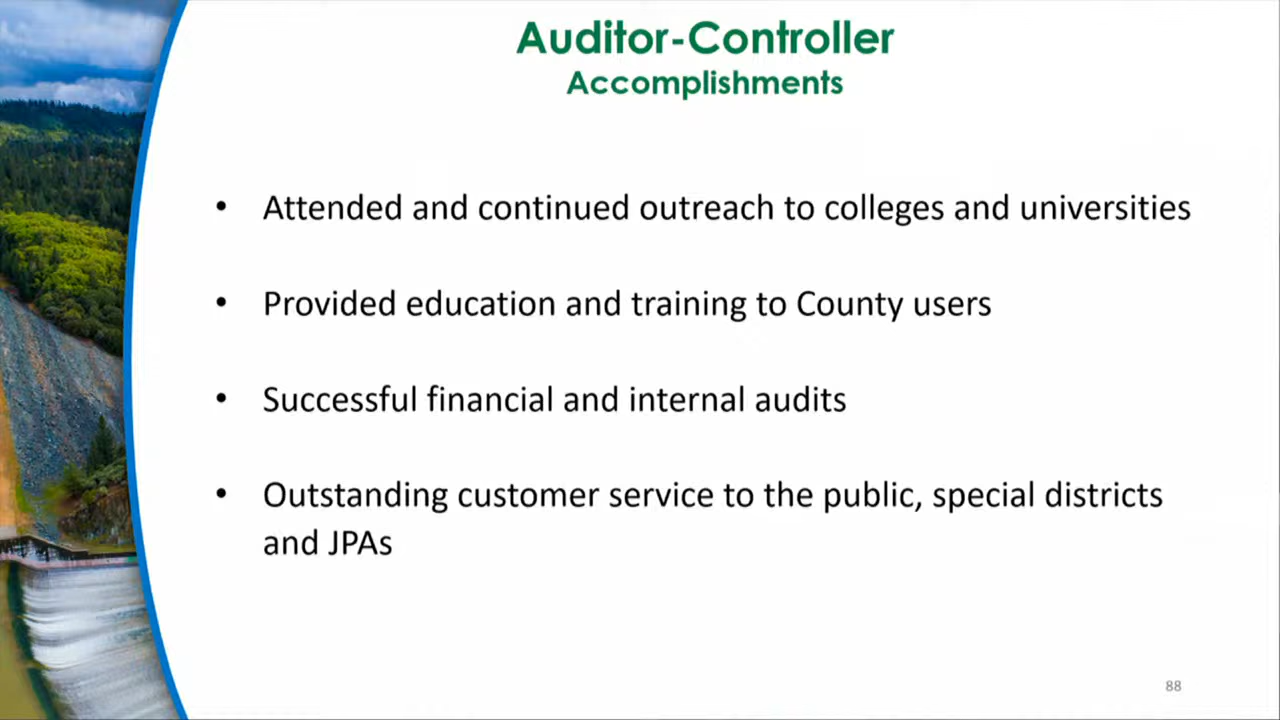 Auditor-Controller
Accomplishments
• Attended and continued outreach to colleges and universities
• Provided education and training to County users
• Successful financial and internal audits
• Outstanding customer service to the public, special districts
and JPAs
88